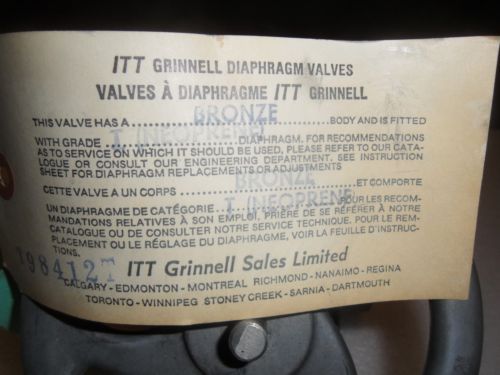 ITT GRINNELL DIAPHRAGM VALVES
VALVES À DIAPHRAGME ITT GRINNELL
BRONZE
THIS VALVE HAS A BODY AND IS FITTED
T (NEOPRENE)
WITH GRADE DIAPHRAGM. FOR RECOMMENDATIONS
AS TO SERVICE ON WHICH IT SHOULD BE USED, PLEASE REFER TO OUR CATA-
LOGUE OR CONSULT OUR ENGINEERING DEPARTMENT. SEE INSTRUCTION
SHEET FOR DIAPHRAGM REPLACEMENTS OR ADJUSTMENTS
BRONZE
CETTE VALVE A UN CORPS ET COMPORTE
T (NEOPRENE
UN DIAPHRAGME DE CATÉGORIE POUR LES RECOM-
MANDATIONS RELATIVES À SON EMPLOI, PRIÈRE DE SE RÉFÉRER À NOTRE
CATALOGUE OU DE CONSULTER NOTRE SERVICE TECHNIQUE. POUR LE REM-
PLACEMENT OU LE RÉGLAGE DU DIAPHRAGME, VOIR LA FEUILLE D'INSTRUC-
TIONS.
198412T
ITT Grinnell Sales Limited
CALGARY - EDMONTON - MONTREAL RICHMOND - NANAIMO - REGINA
TORONTO - WINNIPEG STONEY CREEK - SARNIA - DARTMOUTH